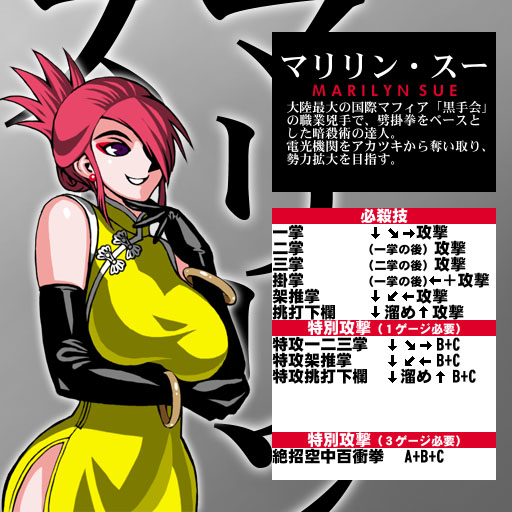 マリリン・スー
MARILYN SUE
大陸最大の国際マフィア「黒手会」
の職業兇手で、劈掛拳をベースと
した暗殺術の達人。
電光機関をアカツキから奪い取り、
勢力拡大を目指す。
必殺技
一掌 ↓↘→攻撃
二掌 (一掌の後) 攻撃
三掌 (二掌の後) 攻撃
掛掌 (一掌の後)←＋攻撃
架推掌 ↓↙←攻撃
挑打下欄 ↓溜め↑攻撃
特別攻撃(1ゲージ必要)
特攻一二三掌 ↓↘→B+C
特攻架推掌 ↓↙←B+C
特攻挑打下欄 ↓溜め↑B+C
特別攻撃(3ゲージ必要)
絶招空中百衝拳 A+B+C